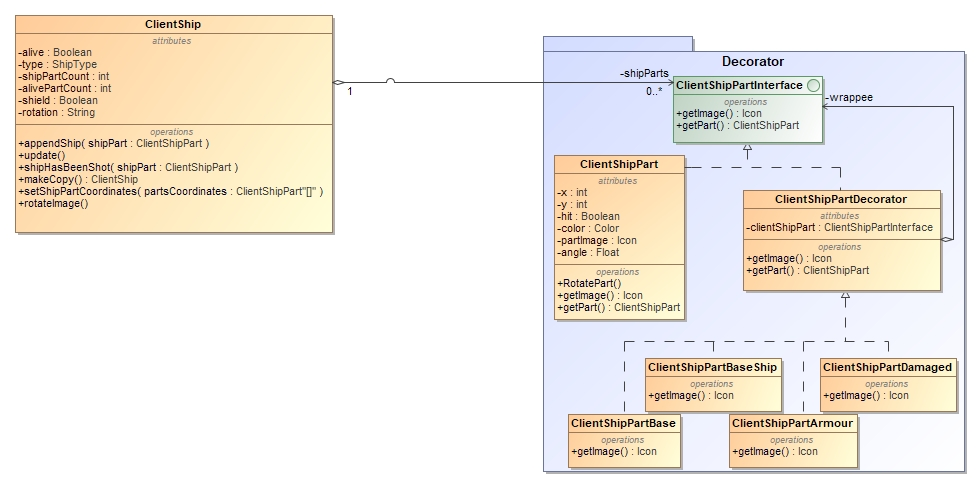 ClientShip
attributes
-alive : Boolean
-type : ShipType
-shipPartCount : int
-alivePartCount : int
-shield : Boolean
-rotation : String
operations
+appendShip( shipPart : ClientShipPart )
+update()
+shipHasBeenShot( shipPart : ClientShipPart )
+makeCopy() : ClientShip
+setShipPartCoordinates( partsCoordinates : ClientShipPart"[]" )
+rotateImage()
1
-shipParts
0..*
Decorator
ClientShipPartInterface
operations
+getImage() : Icon
+getPart() : ClientShipPart
-wrappee
ClientShipPart
attributes
-x : int
-y : int
-hit : Boolean
-color : Color
-partImage : Icon
-angle : Float
operations
+RotatePart()
+getImage() : Icon
+getPart() : ClientShipPart
ClientShipPartDecorator
attributes
-clientShipPart : ClientShipPartInterface
operations
+getImage() : Icon
+getPart() : ClientShipPart
ClientShipPartBaseShip
operations
+getImage() : Icon
ClientShipPartDamaged
operations
+getImage() : Icon
ClientShipPartBase
operations
+getImage() : Icon
ClientShipPartArmour
operations
+getImage() : Icon